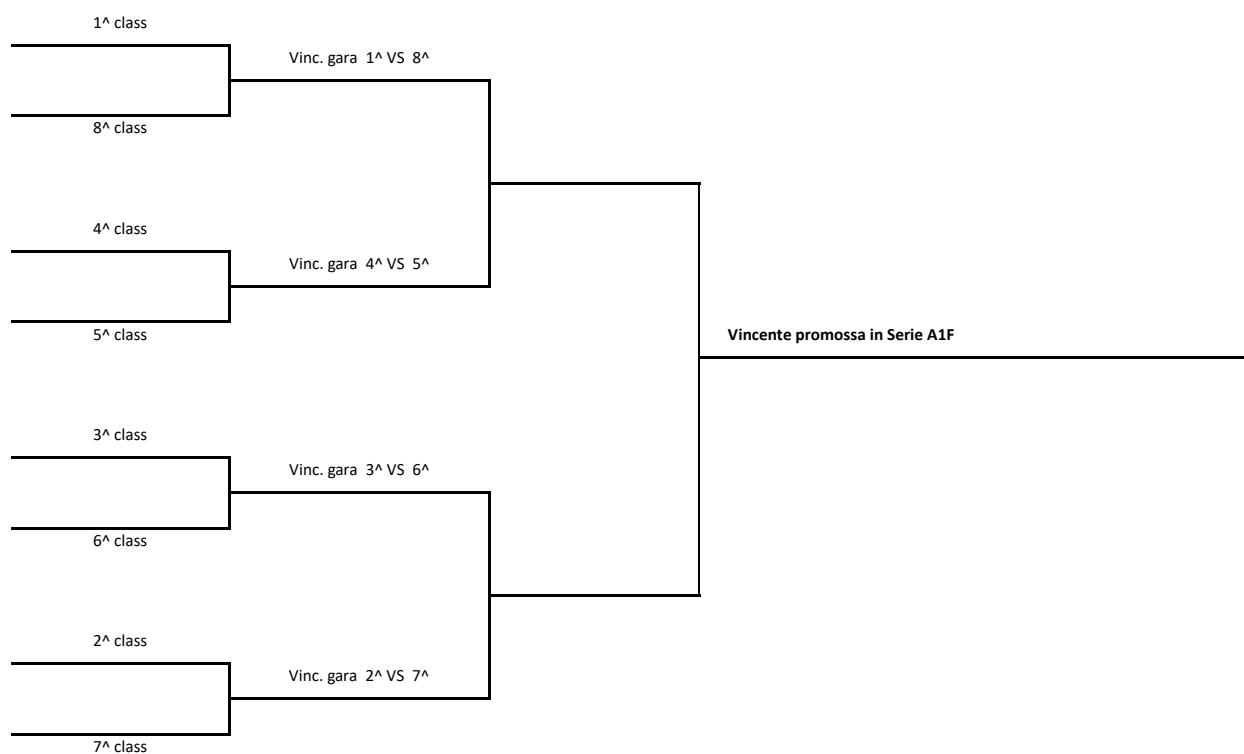 1^ class
Vinc. gara 1^ VS 8^
8^ class
4^ class
Vinc. gara 4^ VS 5^
5^ class
Vincente promossa in Serie A1F
3^ class
Vinc. gara 3^ VS 6^
6^ class
2^ class
Vinc. gara 2^ VS 7^
7^ class